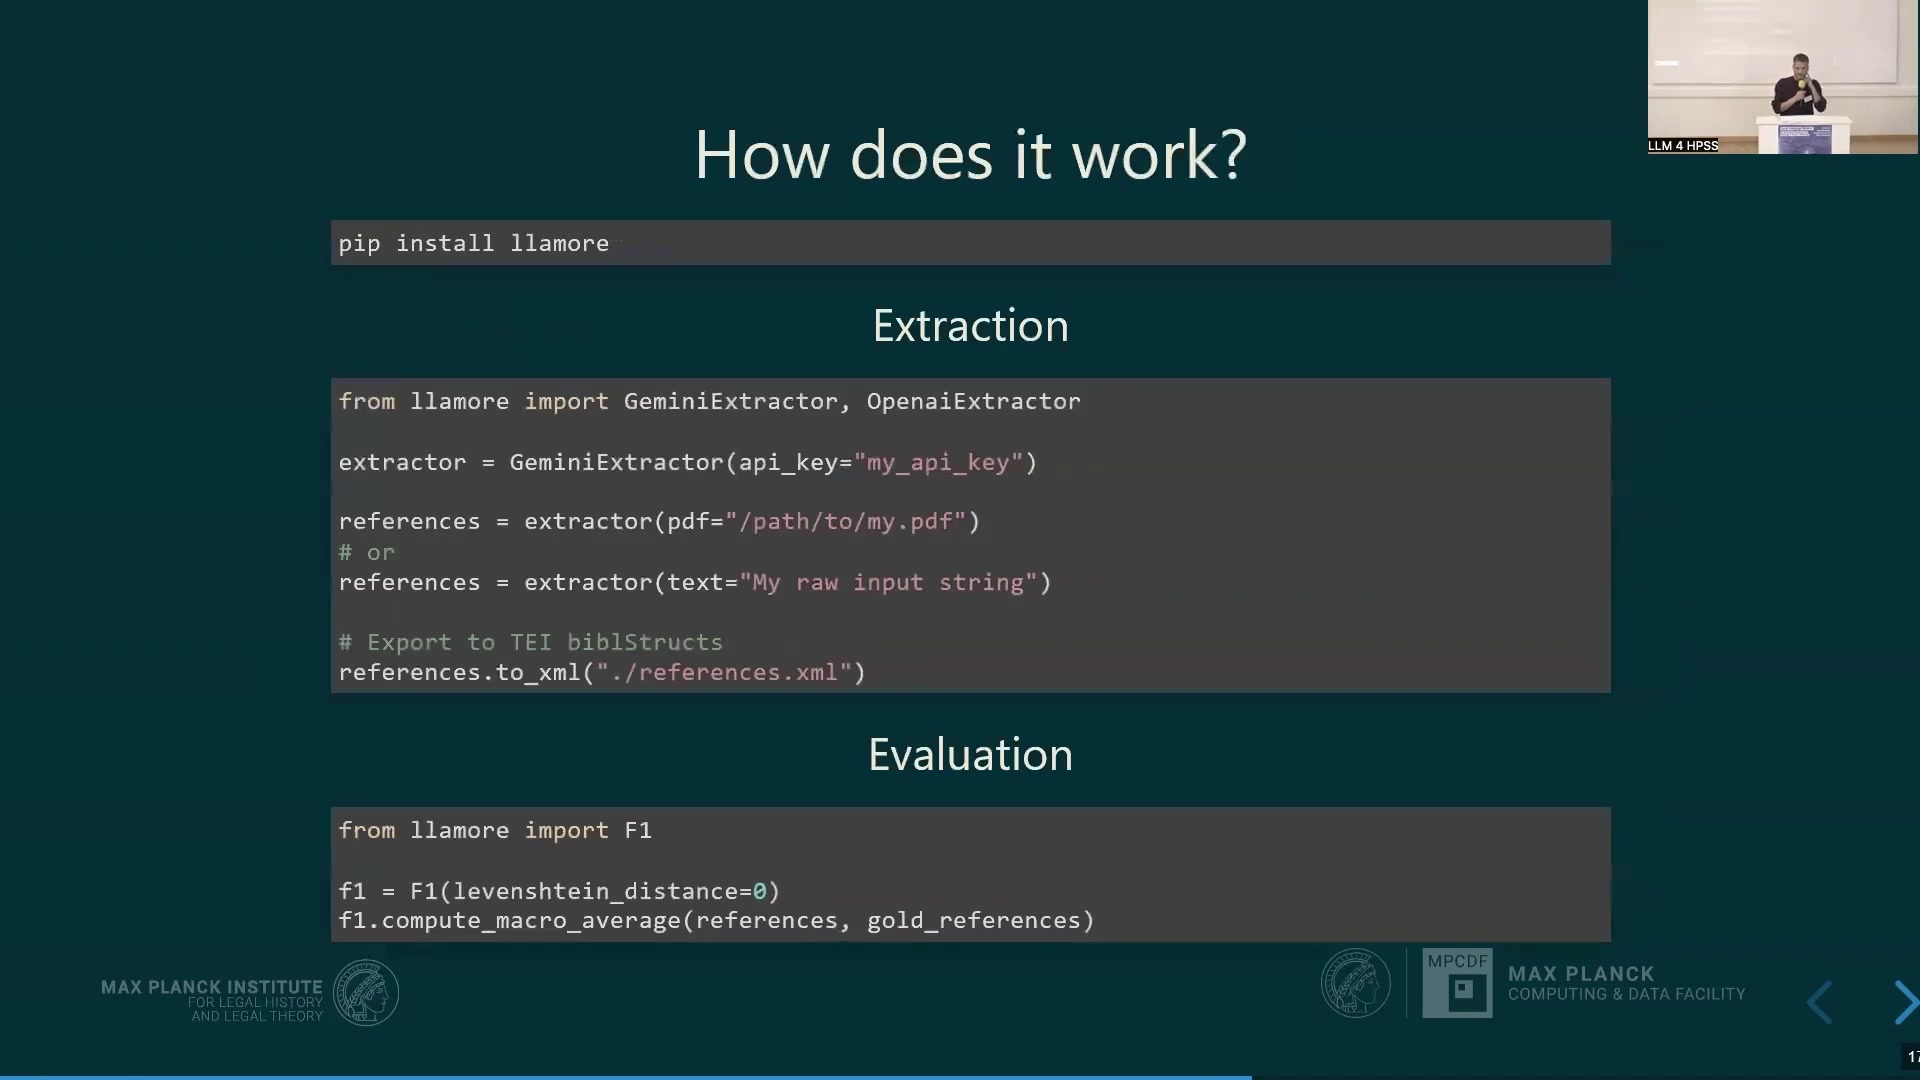 LLM 4 HPSS
How does it work?
pip install llamore
Extraction
from llamore import GeminiExtractor, OpenaiExtractor
extractor = GeminiExtractor(api_key="my_api_key")
references = extractor(pdf="/path/to/my.pdf")
# or
references = extractor(text="My raw input string")
# Export to TEI biblStructs
references.to_xml("./references.xml")
Evaluation
from llamore import F1
f1 = F1(levenshtein_distance=0)
f1.compute_macro_average(references, gold_references)
MAX PLANCK INSTITUTE
FOR LEGAL HISTORY
AND LEGAL THEORY
MPCDF
MAX PLANCK
COMPUTING & DATA FACILITY
17